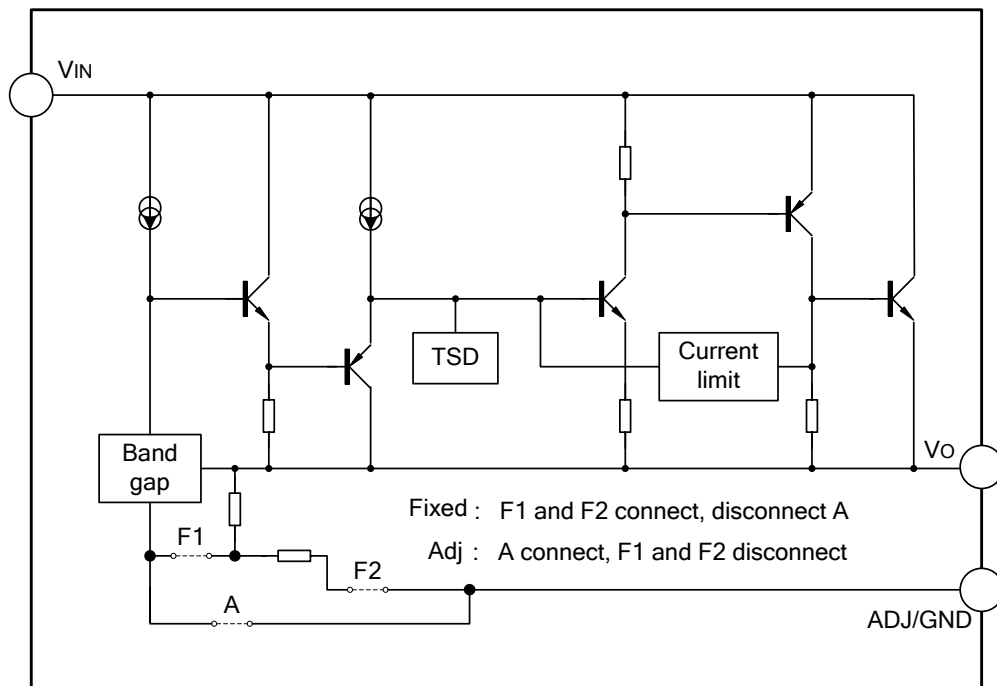 VIN
TSD
Current
limit
Band
gap
VO
Fixed : F1 and F2 connect, disconnect A
Adj : A connect, F1 and F2 disconnect
F1
F2
A
ADJ/GND